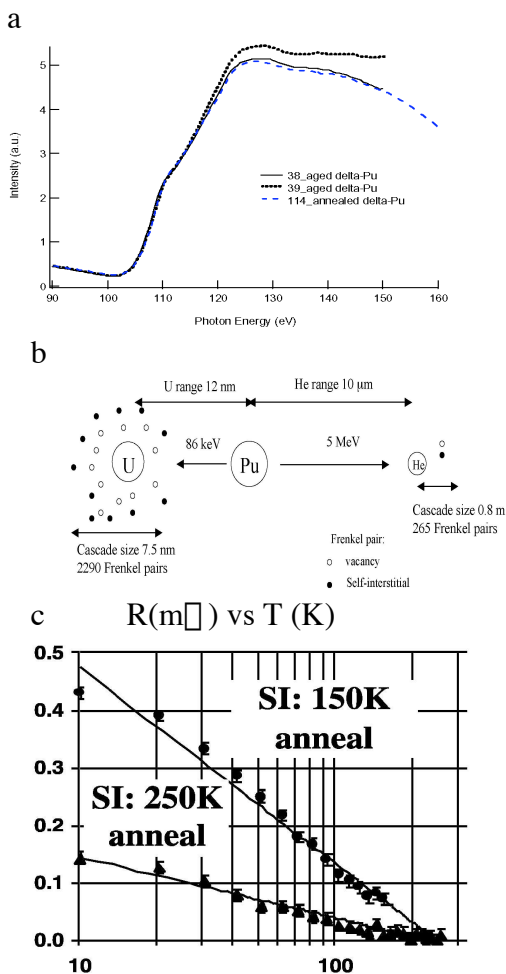 a
5
4
3
2
1
0
Intensity (a.u.)
38_aged delta-Pu
39_aged delta-Pu
114_annealed delta-Pu
90 100 110 120 130 140 150 160
Photon Energy (eV)
b
U range 12 nm He range 10 µm
86 keV 5 MeV
U Pu He
Cascade size 7.5 nm
2290 Frenkel pairs
Cascade size 0.8 m
265 Frenkel pairs
Frenkel pair:
vacancy
Self-interstitial
c R(m□ ) vs T (K)
0.5
0.4
0.3
0.2
0.1
0.0
SI: 150K
anneal
SI: 250K
anneal
10 100